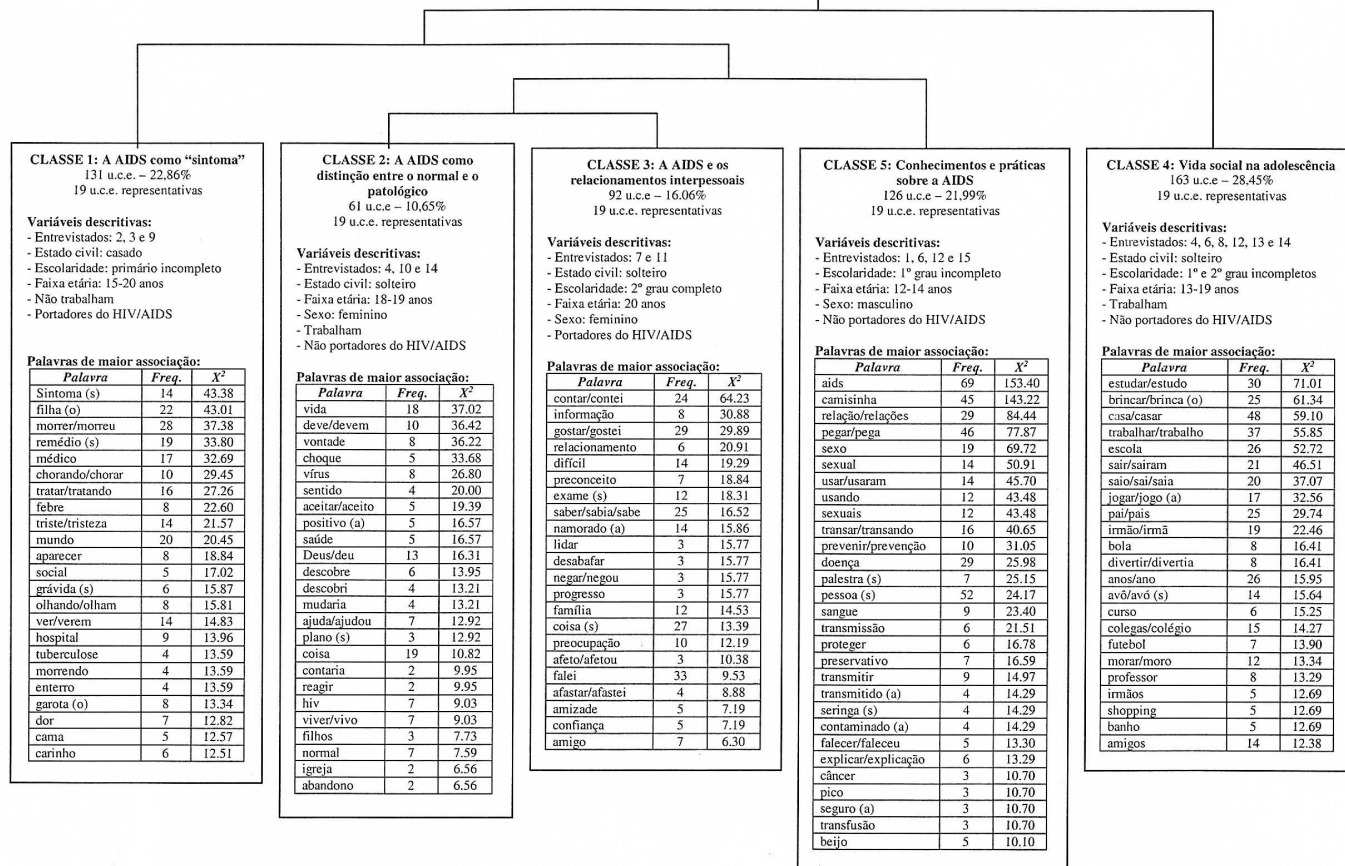 CLASSE 1: A AIDS como “sintoma”
131 u.c.e. – 22,86%
19 u.c.e. representativas
Variáveis descritivas:
- Entrevistados: 2, 3 e 9
- Estado civil: casado
- Escolaridade: primário incompleto
- Faixa etária: 15-20 anos
- Não trabalham
- Portadores do HIV/AIDS
Palavras de maior associação:
Palavra Freq. X²
Sintoma (s) 14 43.38
filha (o) 22 43.01
morrer/morreu 28 37.38
remédio (s) 19 33.80
médico 17 32.69
chorando/chorar 10 29.45
tratar/tratando 16 27.26
febre 8 22.60
triste/tristeza 14 21.57
mundo 20 20.45
aparecer 8 18.84
social 5 17.02
grávida (s) 6 15.87
olhando/olham 8 15.81
ver/verem 14 14.83
hospital 9 13.96
tuberculose 4 13.59
morrendo 4 13.59
enterro 4 13.59
garota (o) 8 13.34
dor 7 12.82
cama 5 12.57
carinho 6 12.51
CLASSE 2: A AIDS como
distinção entre o normal e o
patológico
61 u.c.e – 10,65%
19 u.c.e. representativas
Variáveis descritivas:
- Entrevistados: 4, 10 e 14
- Estado civil: solteiro
- Faixa etária: 18-19 anos
- Sexo: feminino
- Trabalham
- Não portadores do HIV/AIDS
Palavras de maior associação:
Palavra Freq. X²
vida 18 37.02
deve/devem 10 36.42
vontade 8 36.22
choque 5 33.68
vírus 8 26.80
sentido 4 20.00
aceitar/aceito 5 19.39
positivo (a) 5 16.57
saúde 5 16.57
Deus/deu 13 16.31
descobre 6 13.95
descobri 4 13.21
mudaria 4 13.21
ajuda/ajudou 7 12.92
plano (s) 3 12.92
coisa 19 10.82
contaria 2 9.95
reagir 2 9.95
hiv 7 9.03
viver/vivo 7 9.03
filhos 3 7.73
normal 7 7.59
igreja 2 6.56
abandono 2 6.56
CLASSE 3: A AIDS e os
relacionamentos interpessoais
92 u.c.e – 16.06%
19 u.c.e. representativas
Variáveis descritivas:
- Entrevistados: 7 e 11
- Estado civil: solteiro
- Escolaridade: 2º grau completo
- Faixa etária: 20 anos
- Sexo: feminino
- Portadores do HIV/AIDS
Palavras de maior associação:
Palavra Freq. X²
contar/contei 24 64.23
informação 8 30.88
gostar/gostei 29 29.89
relacionamento 6 20.91
difícil 14 19.29
preconceito 7 18.84
exame (s) 12 18.31
saber/sabia/sabe 25 16.52
namorado (a) 14 15.86
lidar 3 15.77
desabafar 3 15.77
negar/negou 3 15.77
progresso 3 15.77
família 12 14.53
coisa (s) 27 13.39
preocupação 10 12.19
afeto/afetou 3 10.38
falei 33 9.53
afastar/afastei 4 8.88
amizade 5 7.19
confiança 5 7.19
amigo 7 6.30
CLASSE 5: Conhecimentos e práticas
sobre a AIDS
126 u.c.e – 21,99%
19 u.c.e. representativas
Variáveis descritivas:
- Entrevistados: 1, 6, 12 e 15
- Escolaridade: 1º grau incompleto
- Faixa etária: 12-14 anos
- Sexo: masculino
- Não portadores do HIV/AIDS
Palavras de maior associação:
Palavra Freq. X²
aids 69 153.40
camisinha 45 143.22
relação/relações 29 84.44
pegar/pega 46 77.87
sexo 19 69.72
sexual 14 50.91
usar/usaram 14 45.70
usando 12 43.48
sexuais 12 43.48
transar/transando 16 40.65
prevenir/prevenção 10 31.05
doença 29 25.98
palestra (s) 7 25.15
pessoa (s) 52 24.17
sangue 9 23.40
transmissão 6 21.51
proteger 6 16.78
preservativo 7 16.59
transmitir 9 14.97
transmitido (a) 4 14.29
seringa (s) 4 14.29
contaminado (a) 4 14.29
falecer/faleceu 5 13.30
explicar/explicação 6 13.29
câncer 3 10.70
pico 3 10.70
seguro (a) 3 10.70
transfusão 3 10.70
beijo 5 10.10
CLASSE 4: Vida social na adolescência
163 u.c.e – 28,45%
19 u.c.e. representativas
Variáveis descritivas:
- Entrevistados: 4, 6, 8, 12, 13 e 14
- Estado civil: solteiro
- Escolaridade: 1º e 2º grau incompletos
- Faixa etária: 13-19 anos
- Trabalham
- Não portadores do HIV/AIDS
Palavras de maior associação:
Palavra Freq. X²
estudar/estudo 30 71.01
brincar/brinca (o) 25 61.34
casa/casar 48 59.10
trabalhar/trabalho 37 55.85
escola 26 52.72
sair/sairam 21 46.51
saio/sai/saia 20 37.07
jogar/jogo (a) 17 32.56
pai/pais 25 29.74
irmão/irmã 19 22.46
bola 8 16.41
divertir/divertia 8 16.41
anos/ano 26 15.95
avô/avó (s) 14 15.64
curso 6 15.25
colegas/colégio 15 14.27
futebol 7 13.90
morar/moro 12 13.34
professor 8 13.29
irmãos 5 12.69
shopping 5 12.69
banho 5 12.69
amigos 14 12.38